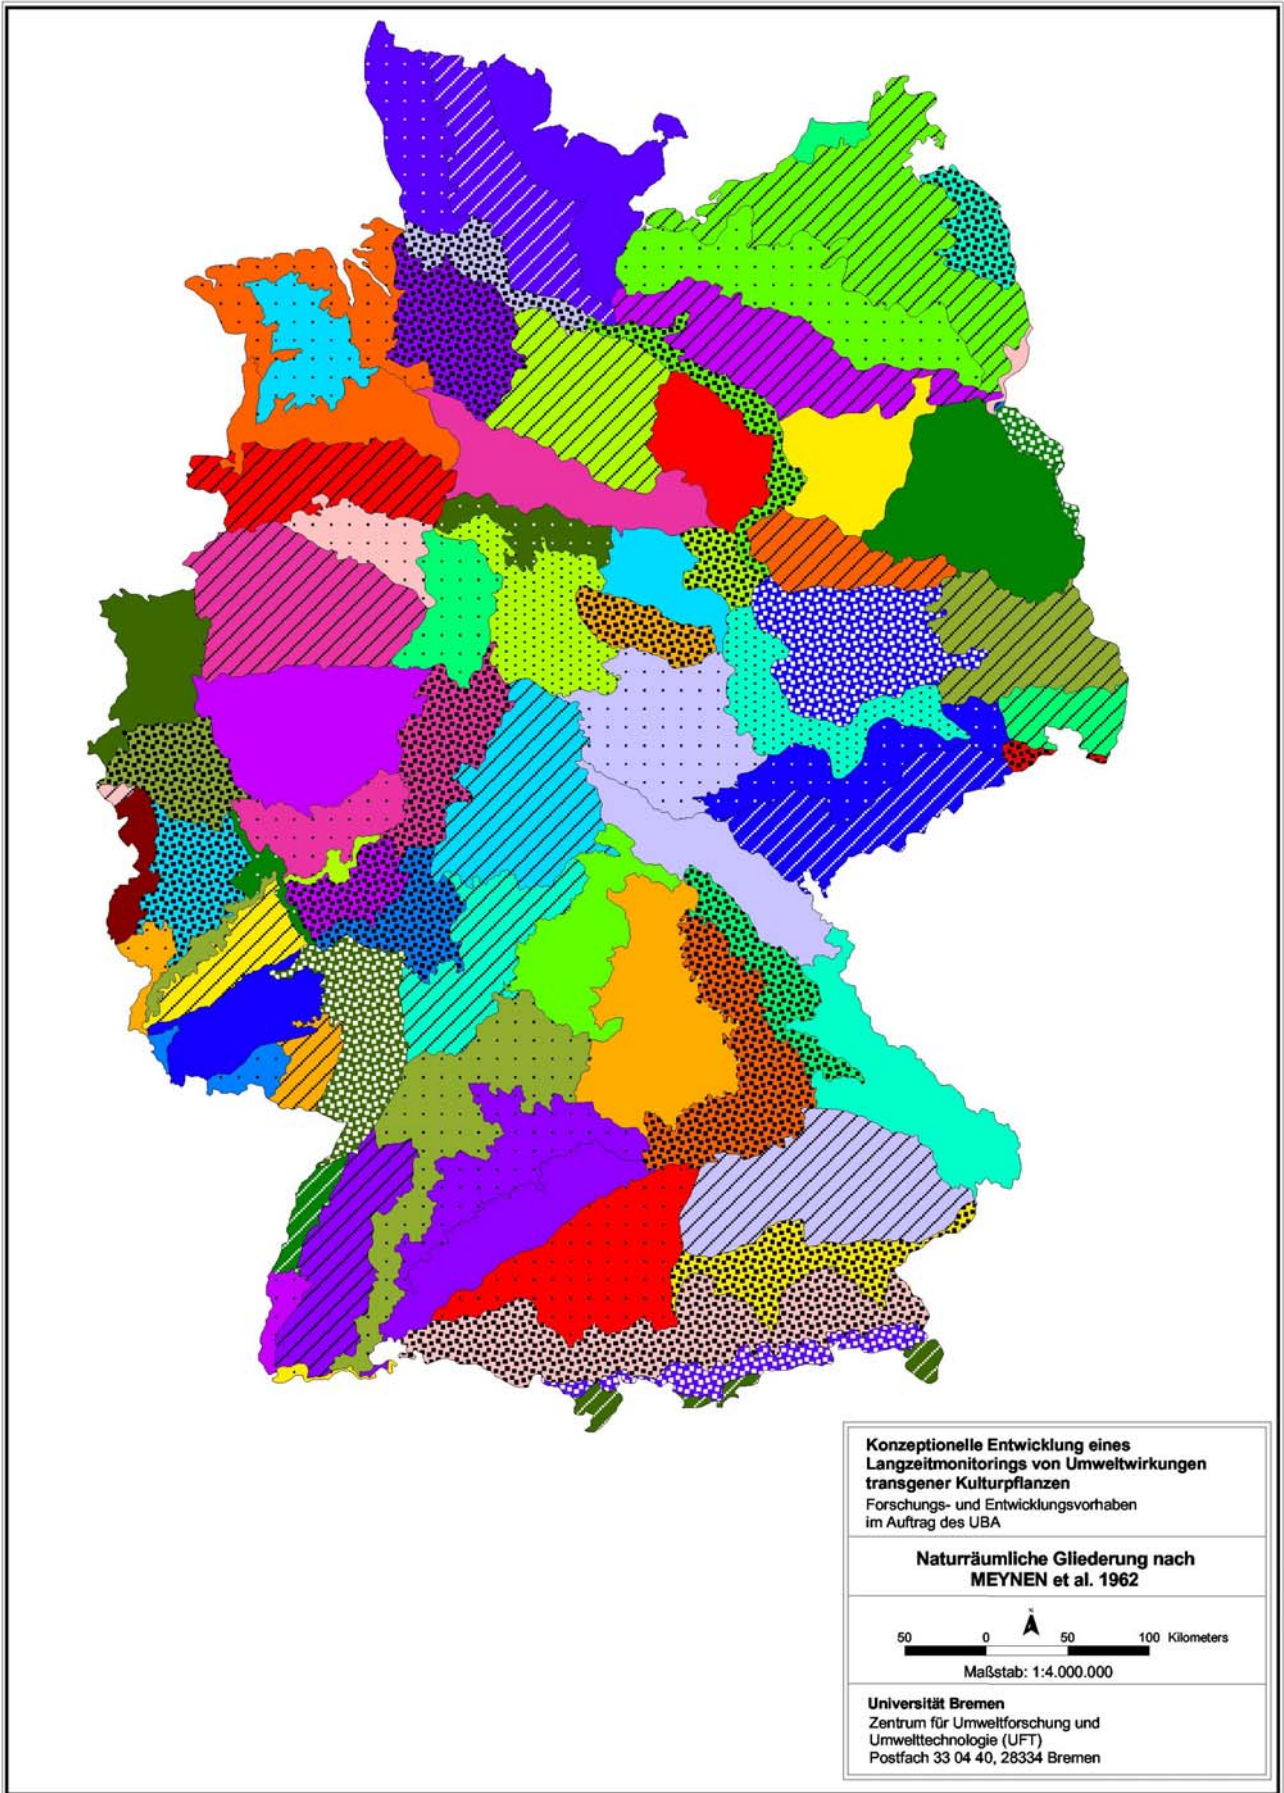 Konzeptionelle Entwicklung eines
Langzeitmonitorings von Umweltwirkungen
transgener Kulturpflanzen
Forschungs- und Entwicklungsvorhaben
im Auftrag des UBA
Naturräumliche Gliederung nach
MEYNEN et al. 1962
N
50 0 50 100 Kilometers
Maßstab: 1:4.000.000
Universität Bremen
Zentrum für Umweltforschung und
Umwelttechnologie (UFT)
Postfach 33 04 40, 28334 Bremen